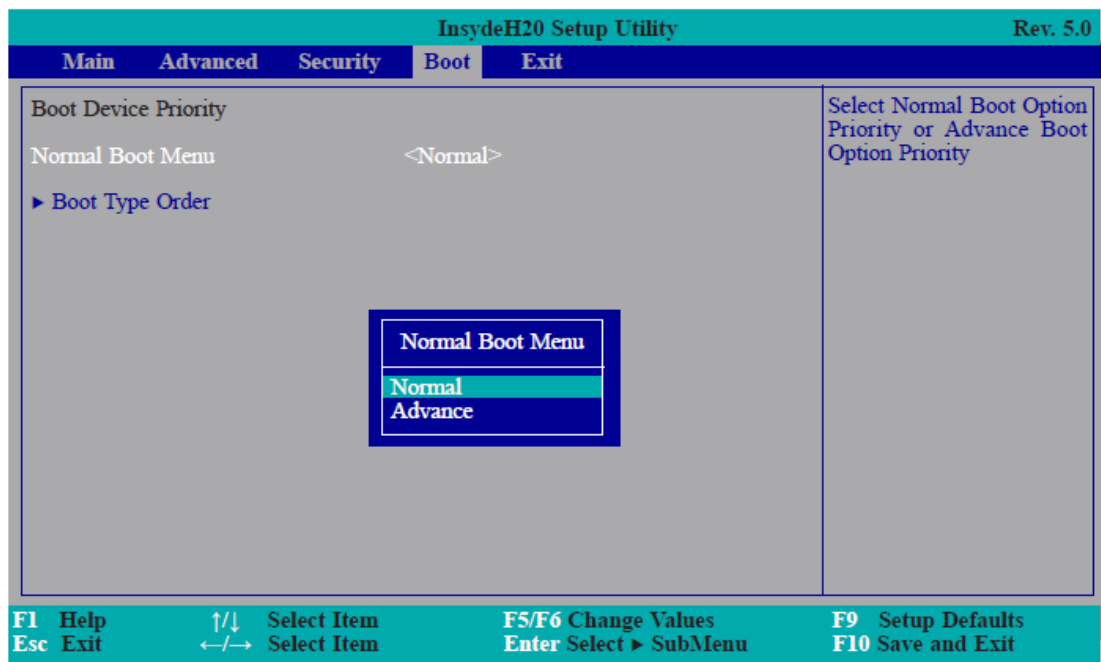 InsydeH20 Setup Utility Rev. 5.0
Main Advanced Security Boot Exit
Boot Device Priority
Normal Boot Menu <Normal>
► Boot Type Order
Select Normal Boot Option
Priority or Advance Boot
Option Priority
Normal Boot Menu
Normal
Advance
F1 Help ↑/↓ Select Item F5/F6 Change Values F9 Setup Defaults
Esc Exit ←/→ Select Item Enter Select ► SubMenu F10 Save and Exit